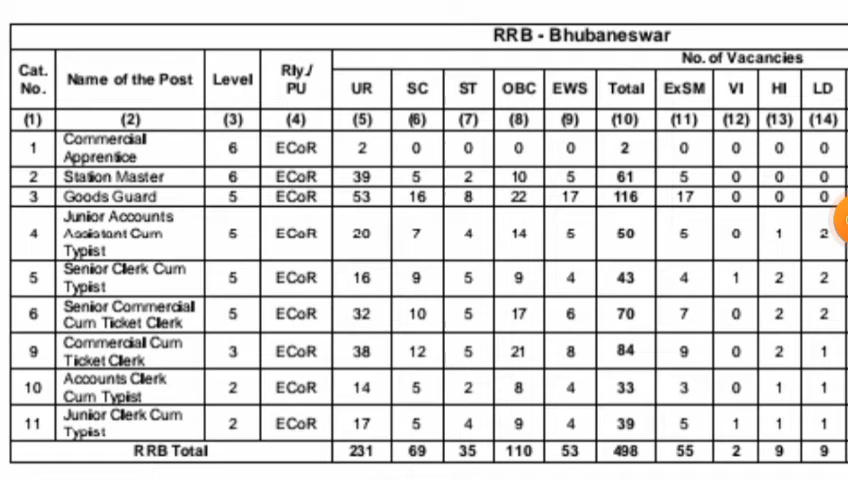 RRB - Bhubaneswar
Cat. No. Name of the Post Level Rly./ PU No. of Vacancies
UR SC ST OBC EWS Total ExSM VI HI LD
(1) (2) (3) (4) (5) (6) (7) (8) (9) (10) (11) (12) (13) (14)
1 Commercial Apprentice 6 ECoR 2 0 0 0 0 2 0 0 0 0
2 Station Master 6 ECoR 39 5 2 10 5 61 5 0 0 0
3 Goods Guard 5 ECoR 53 16 8 22 17 116 17 0 0 0
4 Junior Accounts Assistant Cum Typist 5 ECoR 20 7 4 14 5 50 5 0 1 2
5 Senior Clerk Cum Typist 5 ECoR 16 9 5 9 4 43 4 1 2 2
6 Senior Commercial Cum Ticket Clerk 5 ECoR 32 10 5 17 6 70 7 0 2 2
9 Commercial Cum Ticket Clerk 3 ECoR 38 12 5 21 8 84 9 0 2 1
10 Accounts Clerk Cum Typist 2 ECoR 14 5 2 8 4 33 3 0 1 1
11 Junior Clerk Cum Typist 2 ECoR 17 5 4 9 4 39 5 1 1 1
RRB Total 231 69 35 110 53 498 55 2 9 9